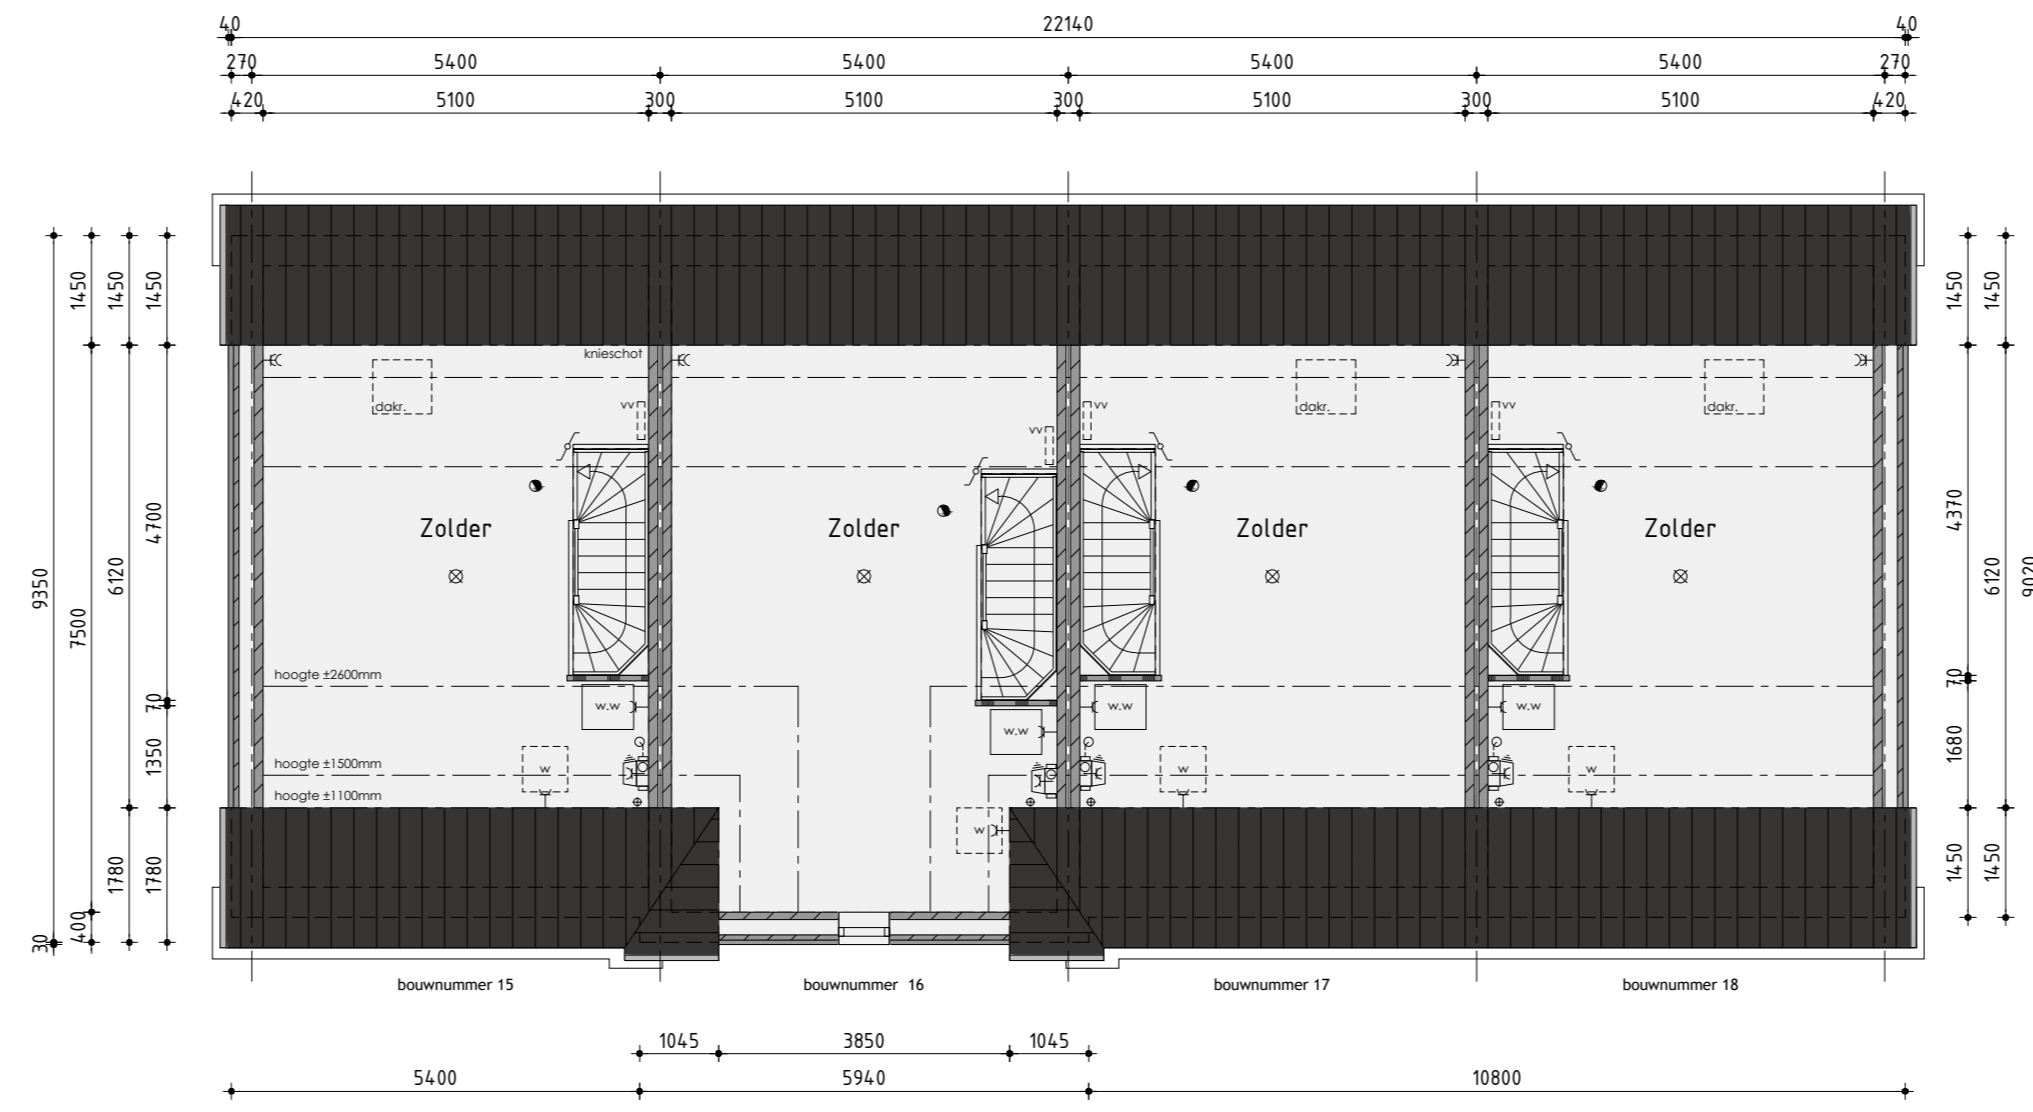 40 22140 40
270 5400 5400 5400 5400 270
420 5100 300 5100 300 5100 300 5100 420
1450 1450 1450 1450 1450
knieschot
dakr. dakr. dakr.
vv vv vv
vv
9350 7500 6120 4700 4370 6120 9020
Zolder Zolder Zolder Zolder
hoogte ±2600mm
70 70
w.w w.w w.w
w.w
1350 1680
hoogte ±1500mm
w w w
hoogte ±1100mm
w
1780 1780 1450 1450
400
30
bouwnummer 15 bouwnummer 16 bouwnummer 17 bouwnummer 18
1045 3850 1045
5400 5940 10800